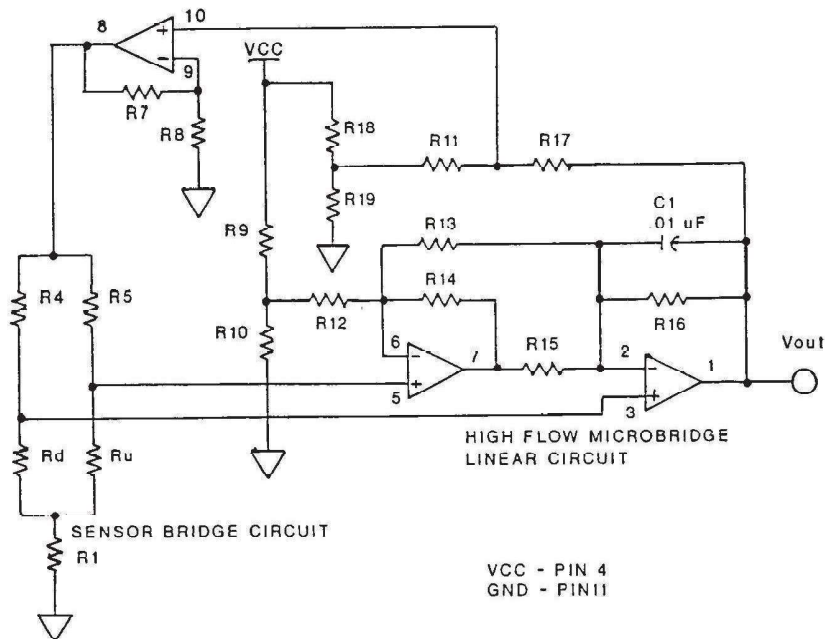 8
10
+
-
9
R7
R8
VCC
R18
R11
R17
R19
C1
.01 uF
R9
R13
R4
R5
R14
R12
R16
R10
R15
Vout
6
-
7
2
-
1
+
5
+
3
HIGH FLOW MICROBRIDGE
LINEAR CIRCUIT
Rd
Ru
SENSOR BRIDGE CIRCUIT
R1
VCC - PIN 4
GND - PIN11